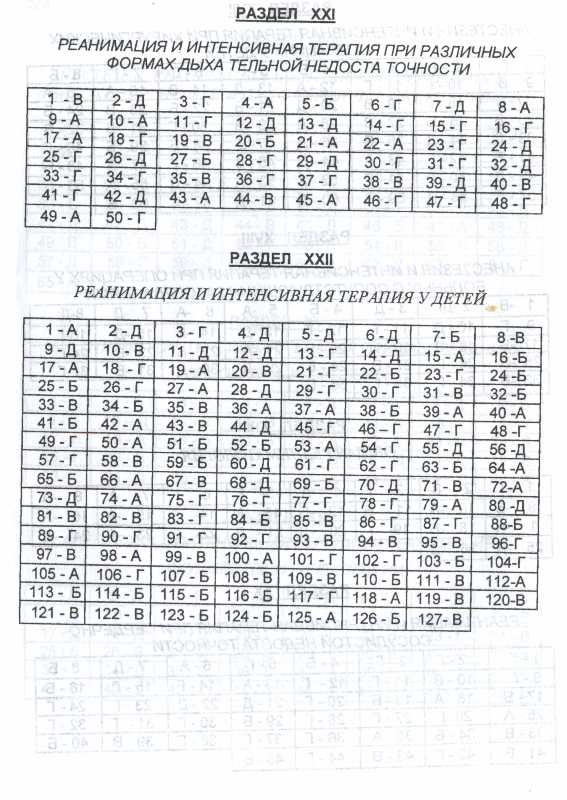 РАЗДЕЛ XXI
РЕАНИМАЦИЯ И ИНТЕНСИВНАЯ ТЕРАПИЯ ПРИ РАЗЛИЧНЫХ
ФОРМАХ ДЫХА ТЕЛЬНОЙ НЕДОСТА ТОЧНОСТИ
1 - В 2 - Д 3 - Г 4 - А 5 - Б 6 - Г 7 - Д 8 - А
9 - А 10 - А 11 - Г 12 - Д 13 - Д 14 - Г 15 - Г 16 - Г
17 - А 18 - Г 19 - В 20 - Б 21 - А 22 - А 23 - Г 24 - Д
25 - Г 26 - Д 27 - Б 28 - Г 29 - Д 30 - Г 31 - Г 32 - Д
33 - Г 34 - Г 35 - В 36 - Г 37 - Г 38 - В 39 - Д 40 - В
41 - Г 42 - Д 43 - А 44 - В 45 - А 46 - Г 47 - Г 48 - Г
49 - А 50 - Г
РАЗДЕЛ XXII
РЕАНИМАЦИЯ И ИНТЕНСИВНАЯ ТЕРАПИЯ У ДЕТЕЙ
1 - А 2 - Д 3 - Г 4 - Д 5 - Д 6 - Д 7- Б 8 -В
9 - Д 10 - В 11 - Д 12 - Д 13 - Г 14 - Д 15 - А 16 -Б
17 - А 18 - Г 19 - А 20 - В 21 - Г 22 - Б 23 - Г 24 -Б
25 - Б 26 - Г 27 - А 28 - Д 29 - Г 30 - Г 31 - В 32 -Б
33 - В 34 - Б 35 - В 36 - А 37 - А 38 - Б 39 - А 40 -А
41 - Б 42 - А 43 - В 44 - Д 45 - Г 46 – Г 47 - Г 48 -Г
49 - Г 50 - А 51 - Б 52 - Б 53 - А 54 - Г 55 - Д 56 -Д
57 - Г 58 - В 59 - Б 60 - Д 61 - Г 62 - Г 63 - Б 64 -А
65 - Б 66 - А 67 - В 68 - Д 69 - Б 70 - Д 71 - В 72-А
73 - Д 74 - А 75 - Г 76 - Г 77 - Г 78 - Г 79 - А 80 -Д
81 - В 82 - В 83 - Г 84 - Б 85 - В 86 - Г 87 - Г 88-Б
89 - Г 90 - Г 91 - Г 92 - Г 93 - В 94 - В 95 - В 96-Г
97 - В 98 - А 99 - В 100 - А 101 - Г 102 - Г 103 - Б 104-Г
105 - А 106 - Г 107 - Б 108 - В 109 - В 110 - Б 111 - В 112-А
113 - Б 114 - Б 115 - Б 116 - Б 117 - Г 118 - А 119 - В 120-В
121 - В 122 - В 123 - Б 124 - Б 125 - А 126 - Б 127- В